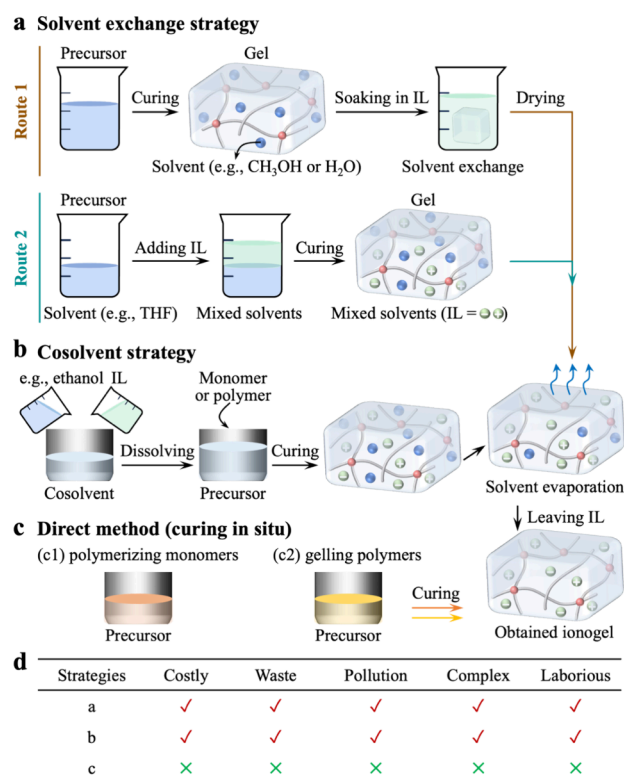 a Solvent exchange strategy
Route 1
Precursor
Curing
Gel
Solvent (e.g., CH₃OH or H₂O)
Soaking in IL
Solvent exchange
Drying
Route 2
Precursor
Solvent (e.g., THF)
Adding IL
Mixed solvents
Curing
Gel
Mixed solvents (IL = ⊖⊕)
b Cosolvent strategy
e.g., ethanol IL
Cosolvent
Dissolving
Monomer
or polymer
Precursor
Curing
Solvent evaporation
Leaving IL
c Direct method (curing in situ)
(c1) polymerizing monomers
Precursor
(c2) gelling polymers
Precursor
Curing
Obtained ionogel
d
Strategies Costly Waste Pollution Complex Laborious
a ✓ ✓ ✓ ✓ ✓
b ✓ ✓ ✓ ✓ ✓
c ✕ ✕ ✕ ✕ ✕